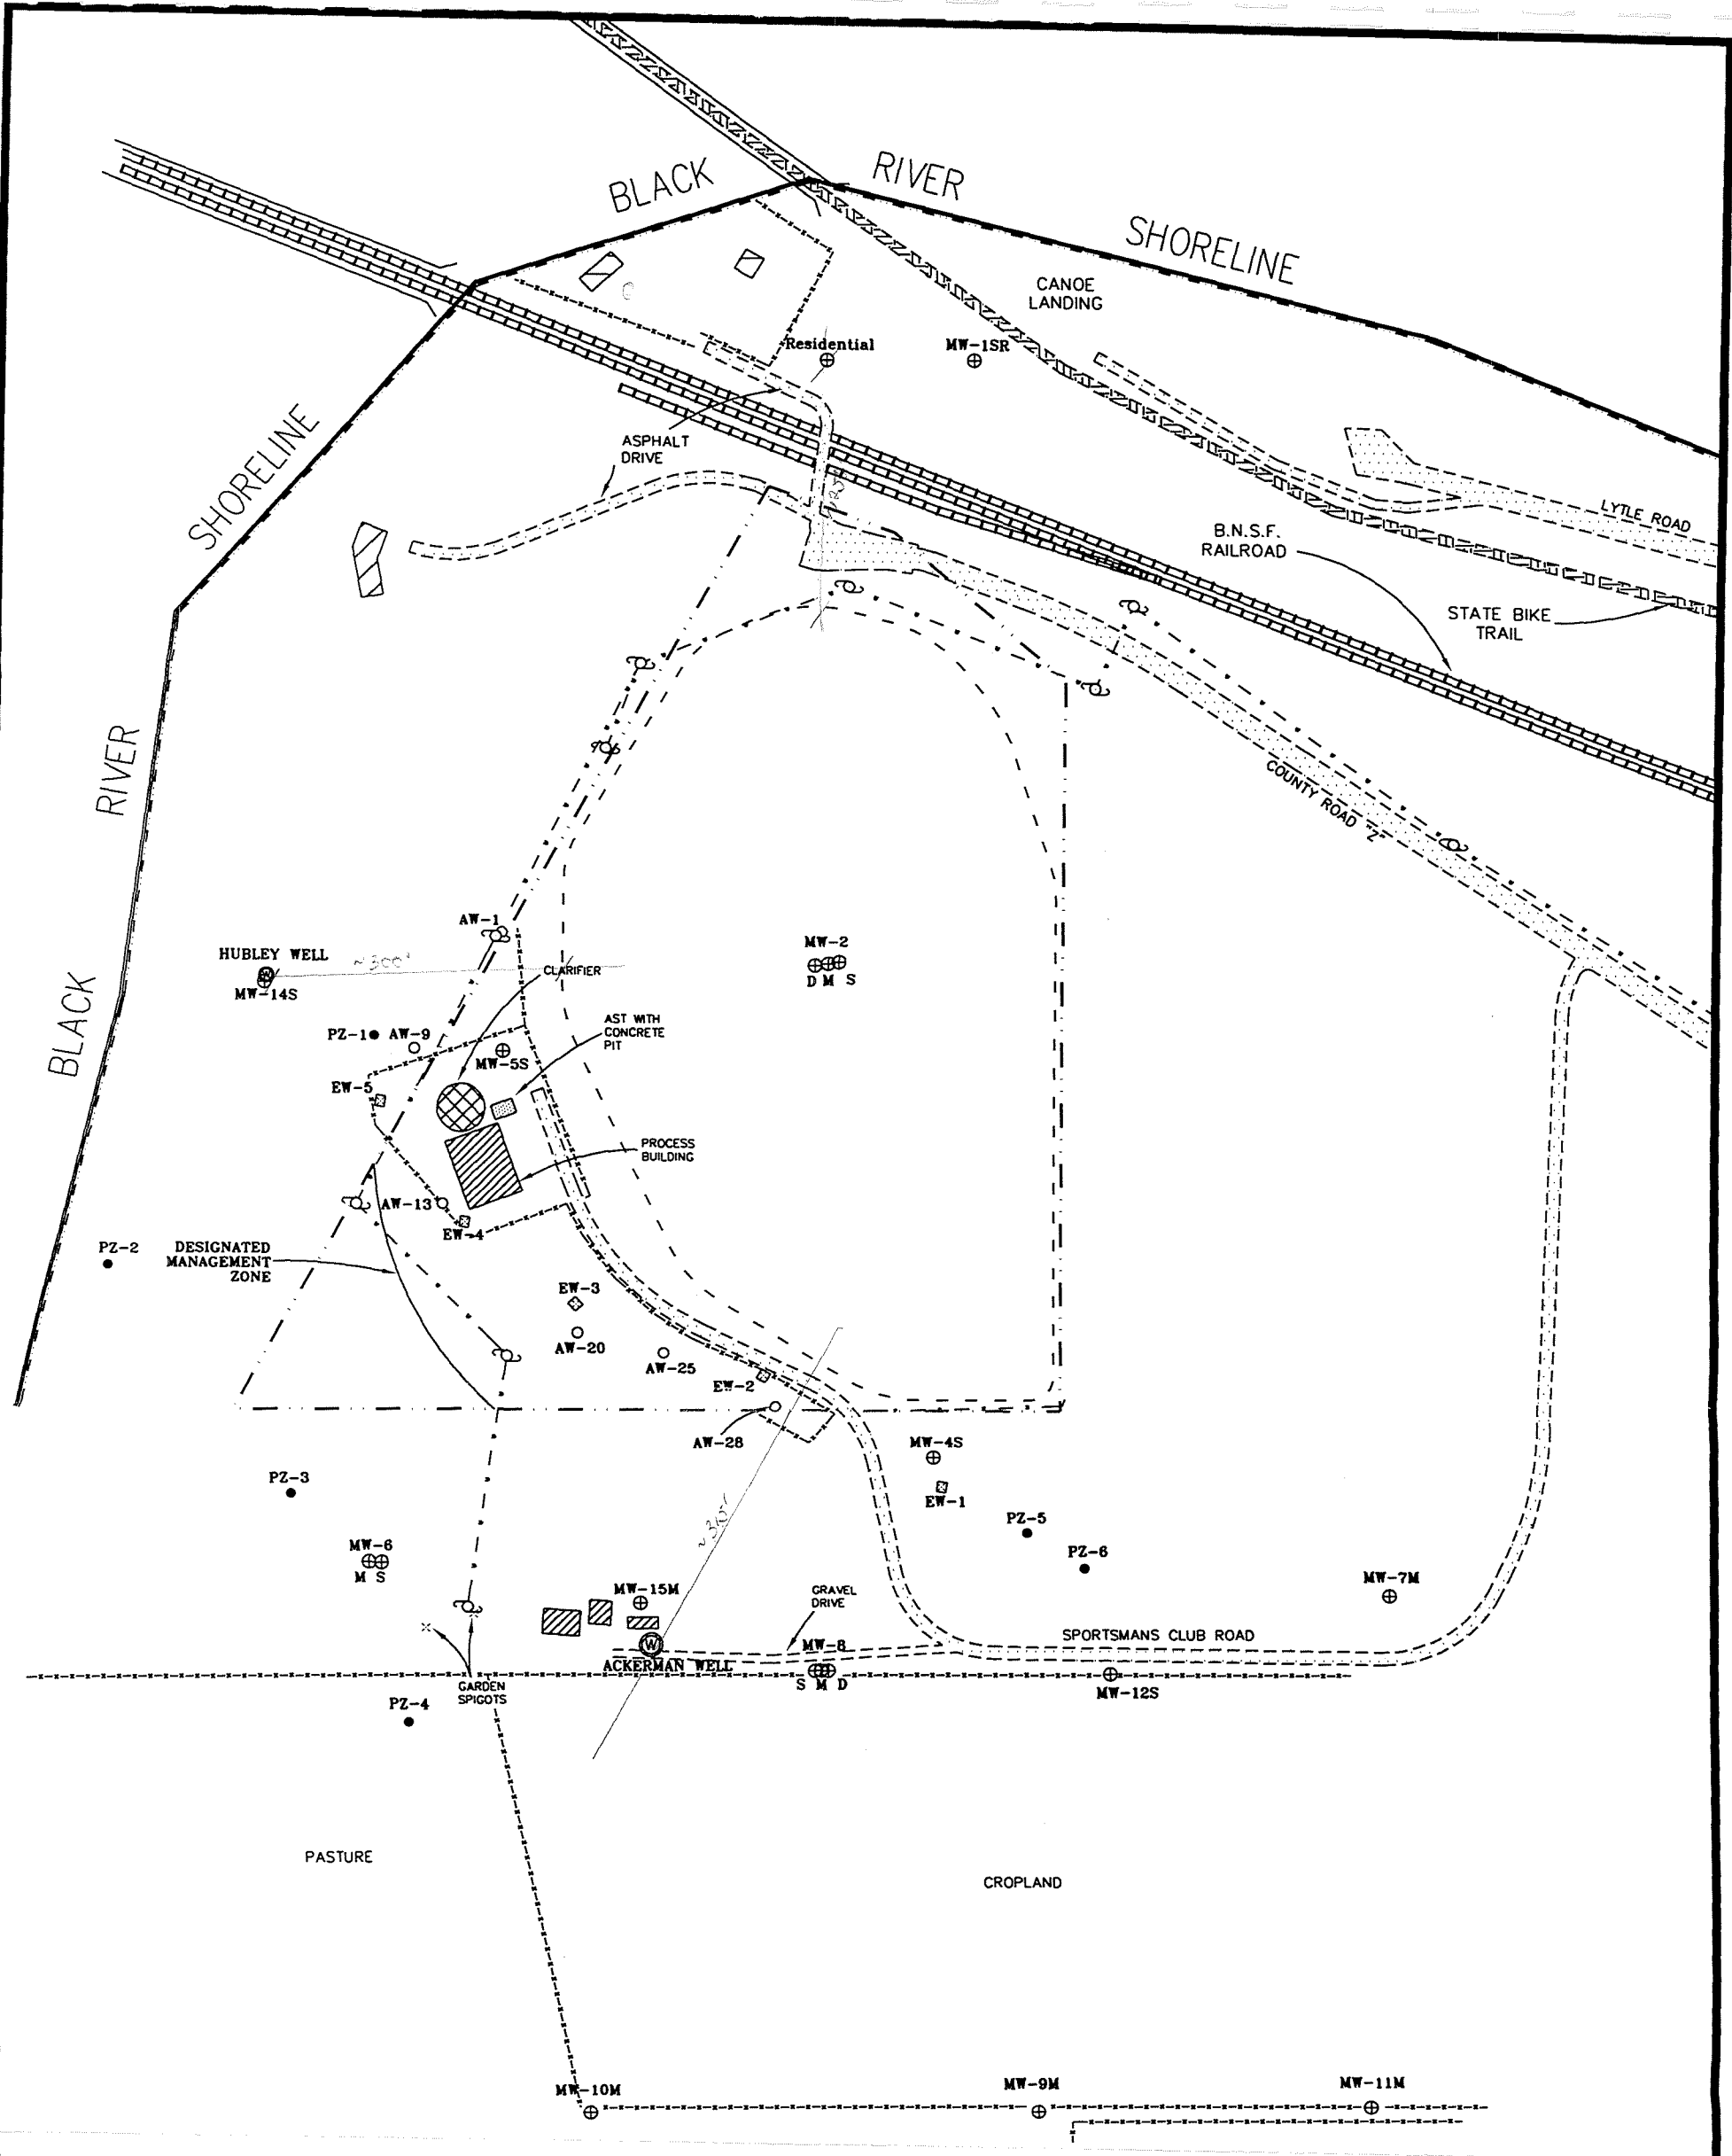 BLACK
RIVER
SHORELINE
CANOE
LANDING
Residential
MW-1SR
ASPHALT
DRIVE
SHORELINE
LYTLE ROAD
B.N.S.F.
RAILROAD
STATE BIKE
TRAIL
RIVER
COUNTY ROAD "Z"
AW-1
MW-2
D M S
HUBLEY WELL
W
MW-14S
~300'
CLARIFIER
BLACK
AST WITH
CONCRETE
PIT
PZ-1
AW-9
MW-5S
EW-5
PROCESS
BUILDING
AW-13
EW-4
PZ-2
DESIGNATED
MANAGEMENT
ZONE
EW-3
AW-20
AW-25
EW-2
AW-28
MW-4S
EW-1
PZ-3
~310'
PZ-5
PZ-6
MW-6
M S
MW-7M
MW-15M
GRAVEL
DRIVE
SPORTSMANS CLUB ROAD
W
MW-8
ACKERMAN WELL
S M D
MW-12S
GARDEN
SPIGOTS
PZ-4
PASTURE
CROPLAND
MW-10M
MW-9M
MW-11M